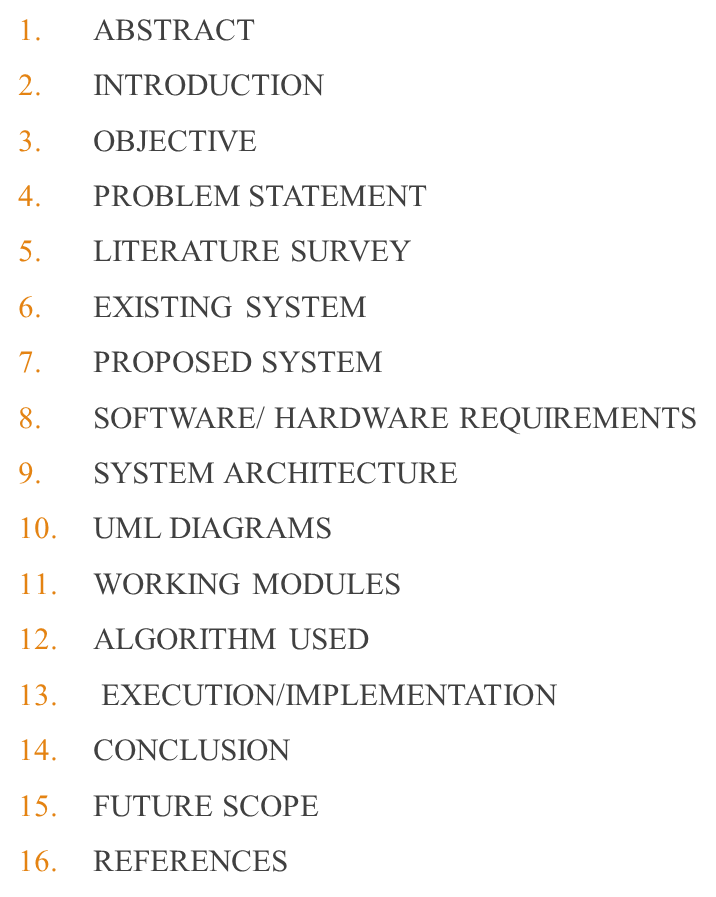 1. ABSTRACT
2. INTRODUCTION
3. OBJECTIVE
4. PROBLEM STATEMENT
5. LITERATURE SURVEY
6. EXISTING SYSTEM
7. PROPOSED SYSTEM
8. SOFTWARE/ HARDWARE REQUIREMENTS
9. SYSTEM ARCHITECTURE
10. UML DIAGRAMS
11. WORKING MODULES
12. ALGORITHM USED
13. EXECUTION/IMPLEMENTATION
14. CONCLUSION
15. FUTURE SCOPE
16. REFERENCES